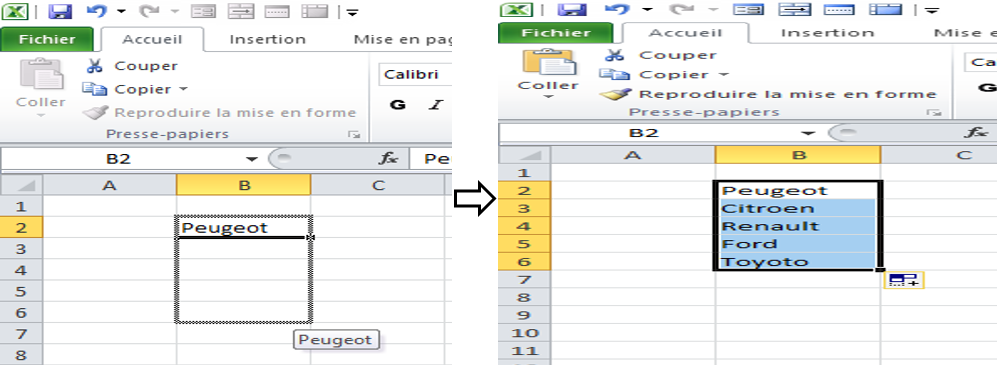 Fichier Accueil Insertion Mise en pag
Couper
Copier
Coller
Reproduire la mise en forme
Calibri
G I
Presse-papiers
B2 fx Pe
A B C
1
2 Peugeot
3
4
5
6
7
8
Peugeot
Fichier Accueil Insertion Mise e
Couper
Copier
Coller
Reproduire la mise en forme
Ca
G
Presse-papiers
B2 fx
A B C
1
2 Peugeot
3 Citroen
4 Renault
5 Ford
6 Toyoto
7
8
9
10
11